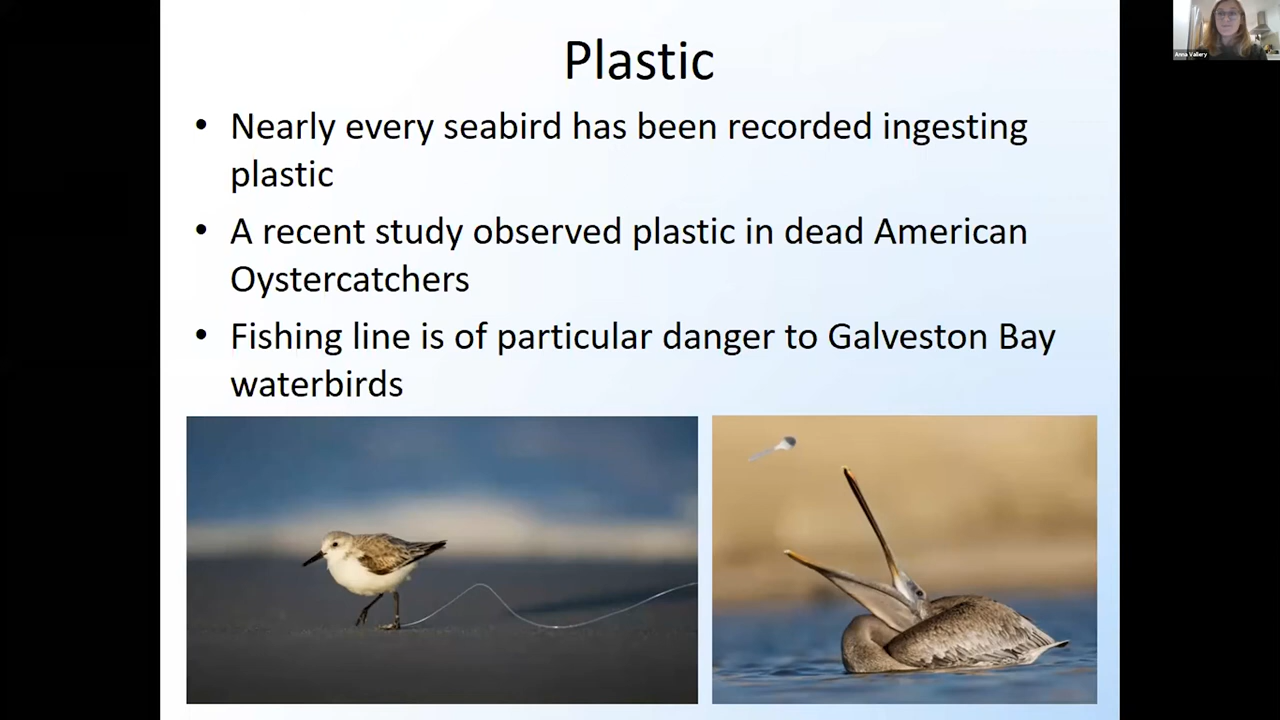 Plastic
• Nearly every seabird has been recorded ingesting
plastic
• A recent study observed plastic in dead American
Oystercatchers
• Fishing line is of particular danger to Galveston Bay
waterbirds
Anna Vallery